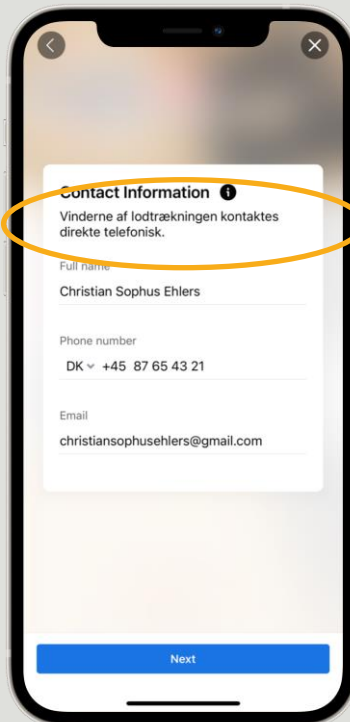 Contact Information
Vinderne af lodtrækningen kontaktes
direkte telefonisk.
Full name
Christian Sophus Ehlers
Phone number
DK +45 87 65 43 21
Email
christiansophusehlers@gmail.com
Next